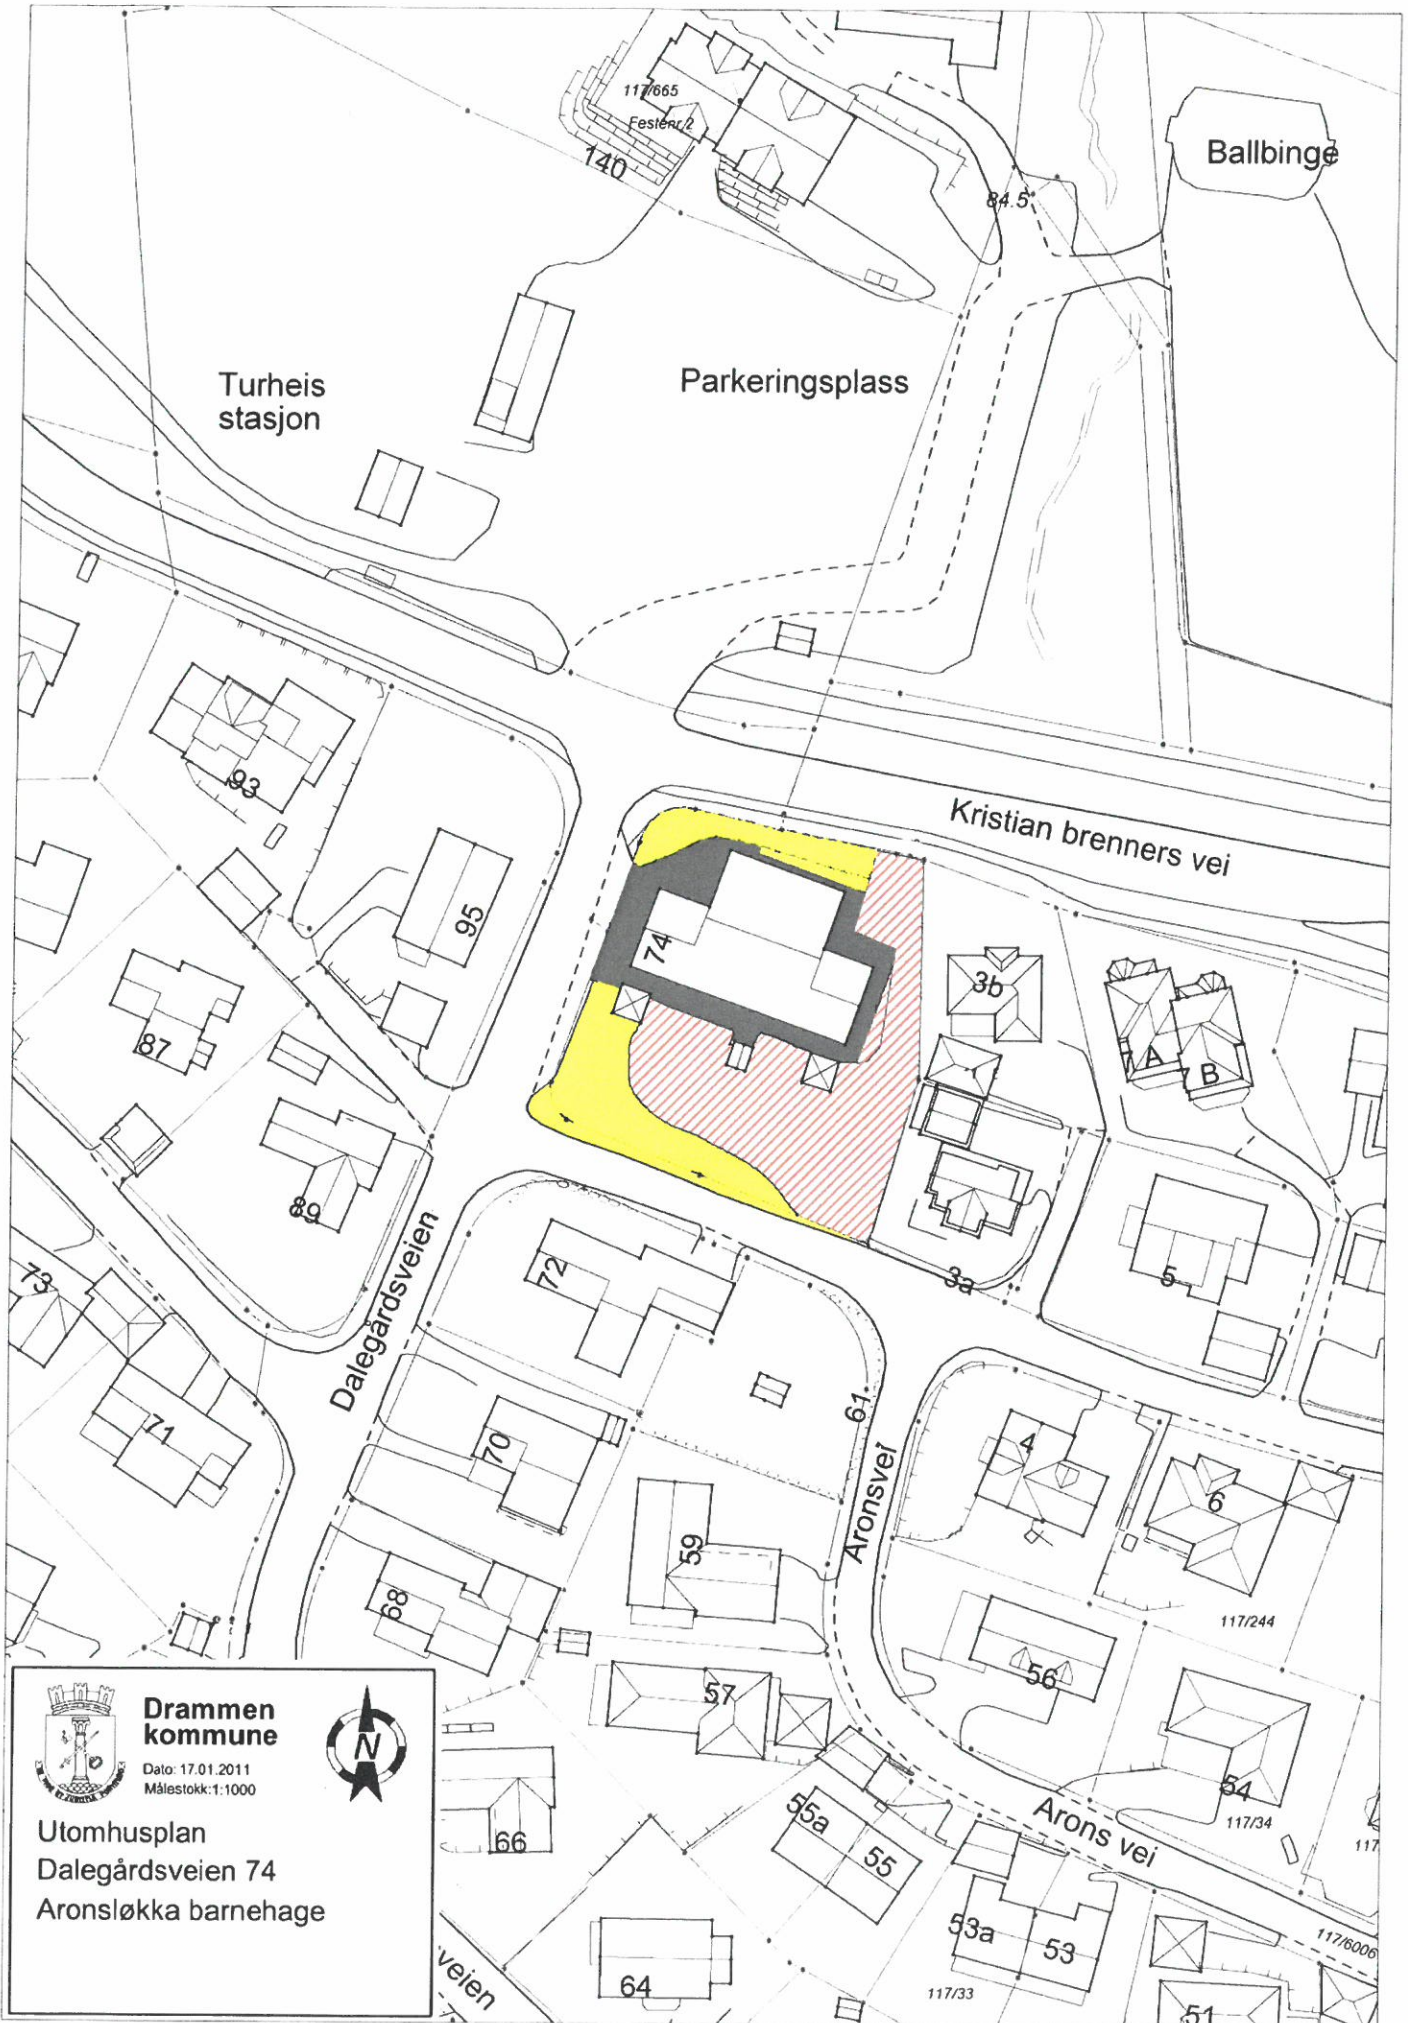 117/665
Festenr 2
140
Ballbinge
84.5
Turheis
stasjon
Parkeringsplass
93
Kristian brenners vei
95
74
3b
87
A
B
89
Dalegårdsveien
72
3a
5
73
71
70
61
Aronsvei
4
6
59
68
117/244
56
57
54
117/34
Arons vei
55a
55
117
66
53a
53
117/6006
117/33
64
51
veien
Drammen
kommune
Dato: 17.01.2011
Målestokk:1:1000
N
Utomhusplan
Dalegårdsveien 74
Aronsløkka barnehage